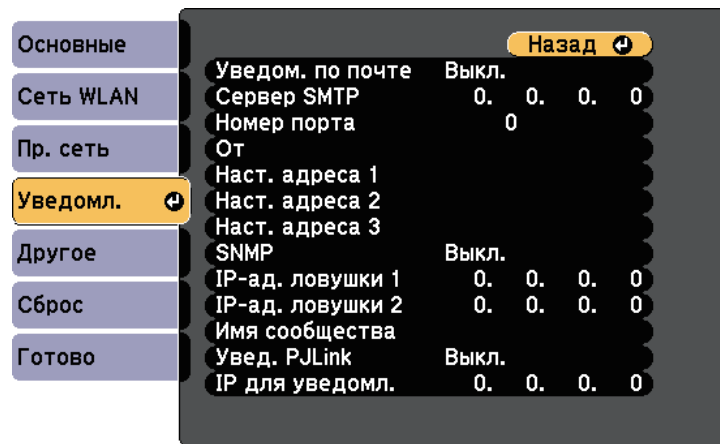 Основные
Сеть WLAN
Пр. сеть
Уведомл.
Другое
Сброс
Готово
Назад
Уведом. по почте Выкл.
Сервер SMTP 0. 0. 0. 0
Номер порта 0
От
Наст. адреса 1
Наст. адреса 2
Наст. адреса 3
SNMP Выкл.
IP-ад. ловушки 1 0. 0. 0. 0
IP-ад. ловушки 2 0. 0. 0. 0
Имя сообщества
Увед. PJLink Выкл.
IP для уведомл. 0. 0. 0. 0